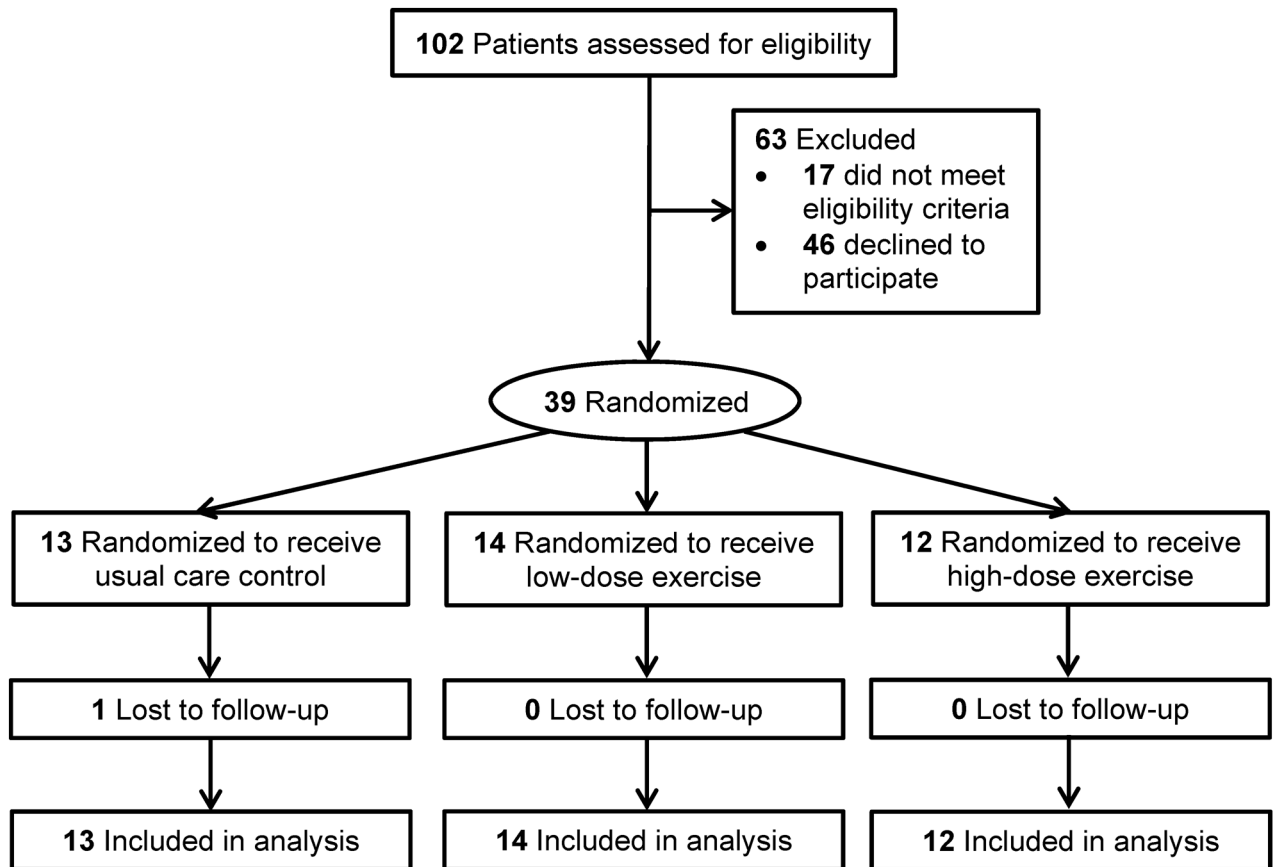 102 Patients assessed for eligibility
63 Excluded
• 17 did not meet
eligibility criteria
• 46 declined to
participate
39 Randomized
13 Randomized to receive
usual care control
14 Randomized to receive
low-dose exercise
12 Randomized to receive
high-dose exercise
1 Lost to follow-up
0 Lost to follow-up
0 Lost to follow-up
13 Included in analysis
14 Included in analysis
12 Included in analysis